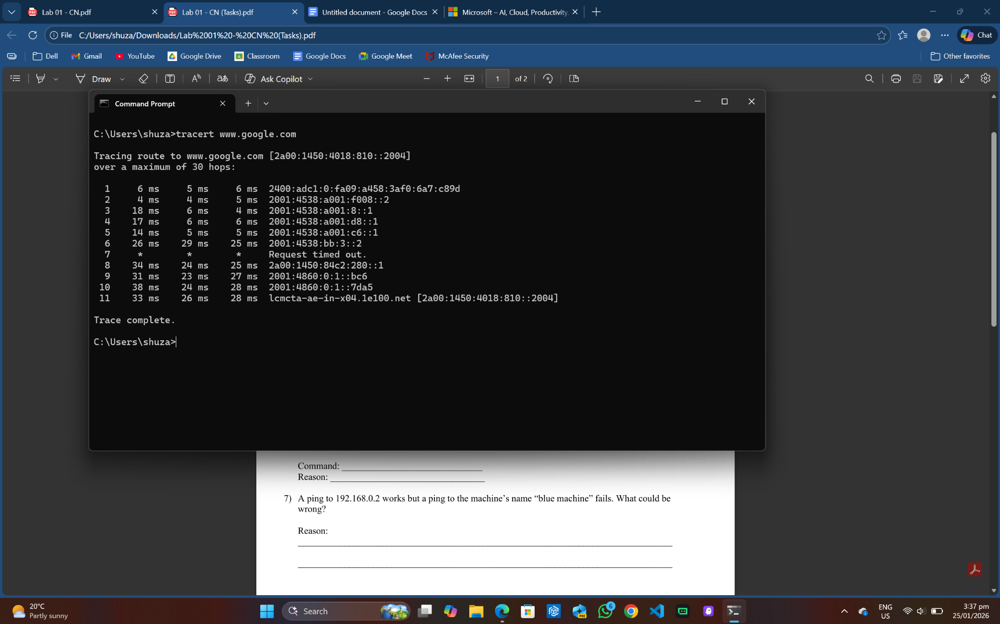 Lab 01 - CN.pdf
Lab 01 - CN (Tasks).pdf
Untitled document - Google Docs
Microsoft – AI, Cloud, Productivity,
File C:/Users/shuza/Downloads/Lab%2001%20-%20CN%20(Tasks).pdf
Chat
Dell Gmail YouTube Google Drive Classroom Google Docs Google Meet McAfee Security Other favorites
Draw Ask Copilot 1 of 2
Command Prompt
C:\Users\shuza>tracert www.google.com
Tracing route to www.google.com [2a00:1450:4018:810::2004]
over a maximum of 30 hops:
1 6 ms 5 ms 6 ms 2400:adc1:0:fa09:a458:3af0:6a7:c89d
2 4 ms 4 ms 5 ms 2001:4538:a001:f008::2
3 18 ms 6 ms 4 ms 2001:4538:a001:8::1
4 17 ms 6 ms 6 ms 2001:4538:a001:d8::1
5 14 ms 5 ms 5 ms 2001:4538:a001:c6::1
6 26 ms 29 ms 25 ms 2001:4538:bb:3::2
7 * * * Request timed out.
8 34 ms 24 ms 25 ms 2a00:1450:84c2:280::1
9 31 ms 23 ms 27 ms 2001:4860:0:1::bc6
10 38 ms 24 ms 28 ms 2001:4860:0:1::7da5
11 33 ms 26 ms 28 ms lcmcta-ae-in-x04.1e100.net [2a00:1450:4018:810::2004]
Trace complete.
C:\Users\shuza>
Command: ______________________________
Reason: _________________________________
7) A ping to 192.168.0.2 works but a ping to the machine’s name “blue machine” fails. What could be
wrong?
Reason:
20°C
Partly sunny
Search
PRE
6
ENG
US
3:37 pm
25/01/2026